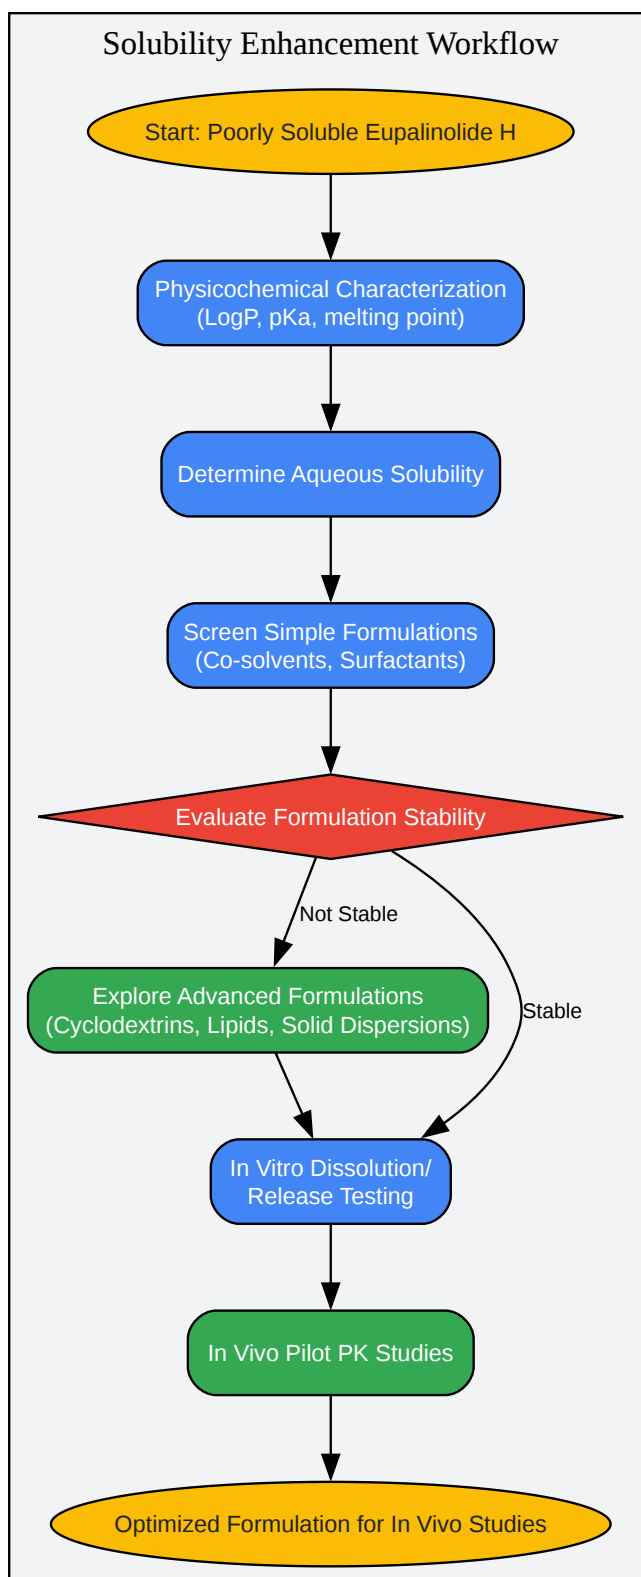 Solubility Enhancement Workflow
Start: Poorly Soluble Eupalinolide H
Physicochemical Characterization
(LogP, pKa, melting point)
Determine Aqueous Solubility
Screen Simple Formulations
(Co-solvents, Surfactants)
Evaluate Formulation Stability
Not Stable
Explore Advanced Formulations
(Cyclodextrins, Lipids, Solid Dispersions)
Stable
In Vitro Dissolution/
Release Testing
In Vivo Pilot PK Studies
Optimized Formulation for In Vivo Studies